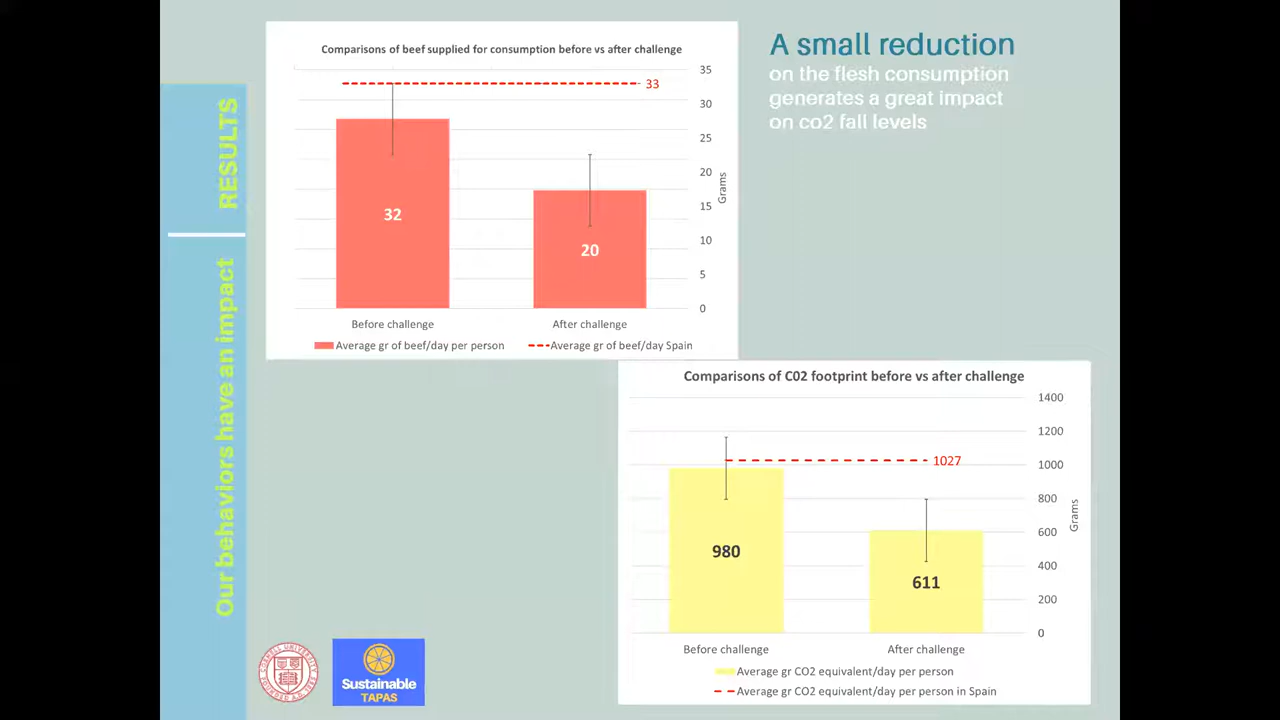 RESULTS
Our behaviors have an impact
Comparisons of beef supplied for consumption before vs after challenge
35
33
30
25
20
15
10
5
0
Grams
32
20
Before challenge
After challenge
Average gr of beef/day per person
Average gr of beef/day Spain
A small reduction
on the flesh consumption
generates a great impact
on co2 fall levels
Comparisons of C02 footprint before vs after challenge
1400
1200
1027
1000
800
600
400
200
0
Grams
980
611
Before challenge
After challenge
Average gr CO2 equivalent/day per person
Average gr CO2 equivalent/day per person in Spain
CORNELL UNIVERSITY
FOUNDED A.D. 1865
Sustainable
TAPAS